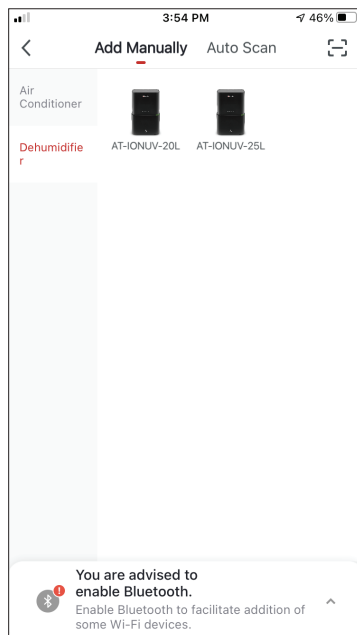 3:54 PM
46%
Add Manually Auto Scan
Air
Conditioner
Dehumidifie
r
AT-IONUV-20L AT-IONUV-25L
You are advised to
enable Bluetooth.
Enable Bluetooth to facilitate addition of
some Wi-Fi devices.